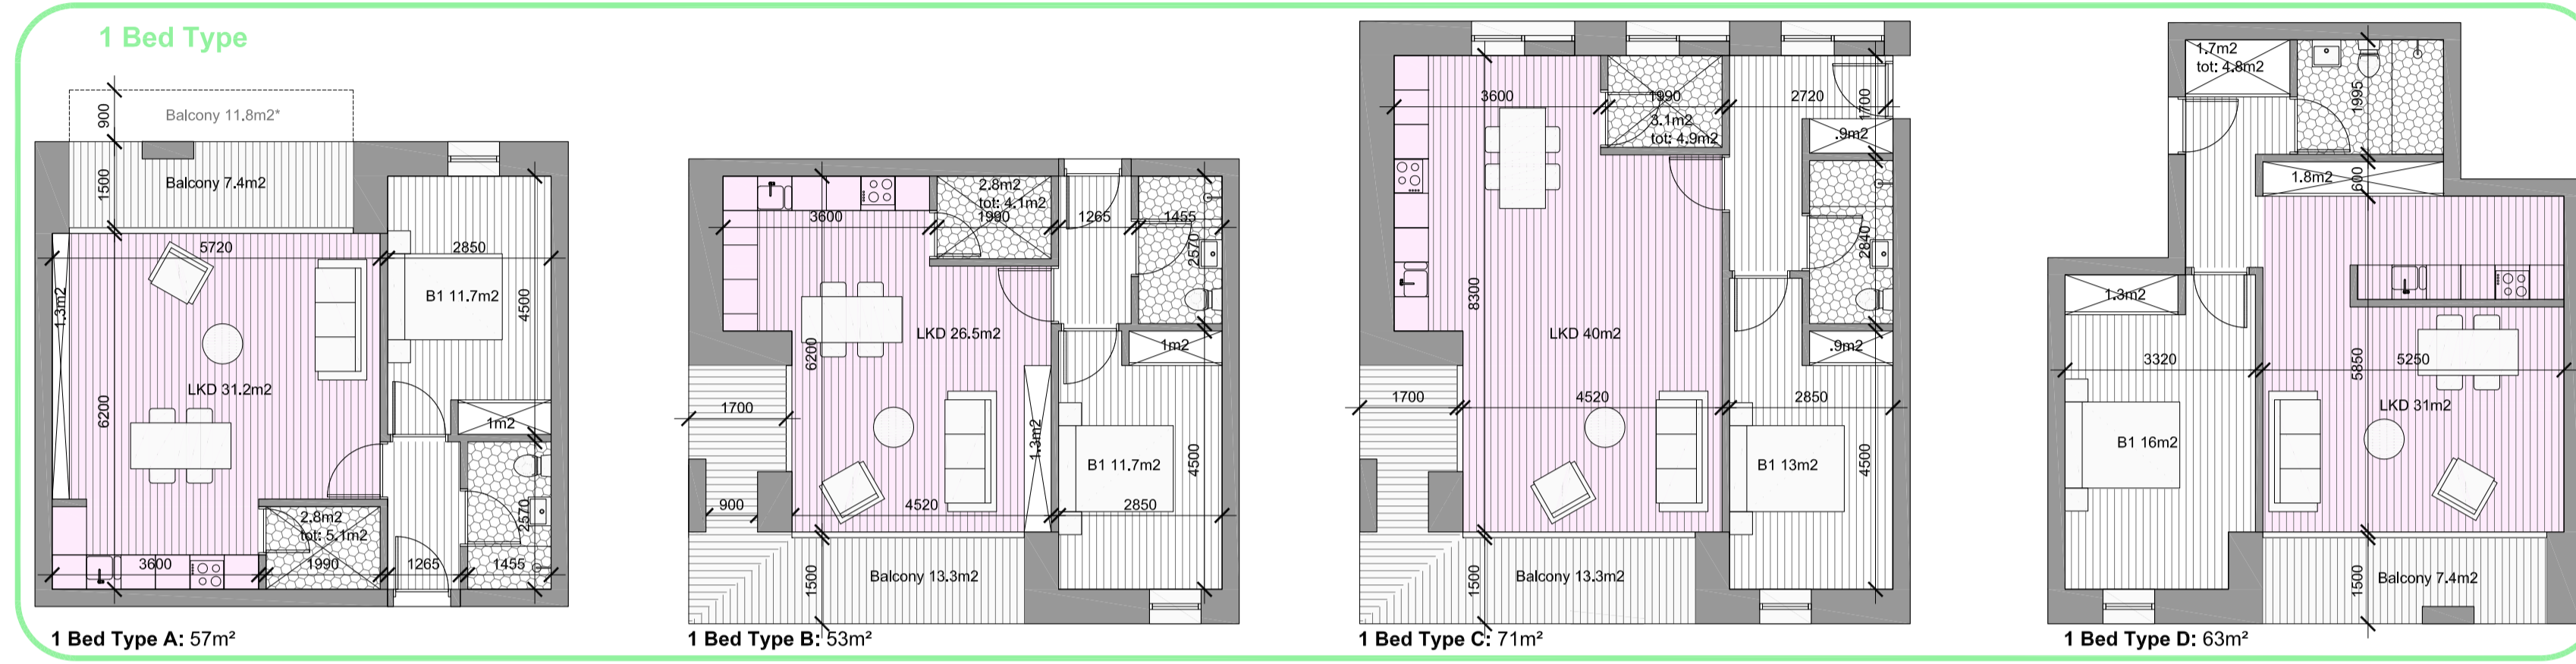 1 Bed Type
900
Balcony 11.8m2*
1500
Balcony 7.4m2
5720
2850
1.3m2
B1 11.7m2
4500
LKD 31.2m2
6200
1m2
2.8m2
tot: 5.1m2
2570
3600
1990
1265
1455
1 Bed Type A: 57m²
2.8m2
tot: 4.1m2
3600
1990
1265
1455
2570
LKD 26.5m2
6200
1m2
1700
1.3m2
B1 11.7m2
4500
900
4520
2850
1500
Balcony 13.3m2
1 Bed Type B: 53m²
3600
1990
2720
1700
3.1m2
tot: 4.9m2
.9m2
2840
8300
LKD 40m2
.9m2
1700
4520
2850
B1 13m2
4500
1500
Balcony 13.3m2
1 Bed Type C: 71m²
1.7m2
tot: 4.8m2
1995
1.8m2
600
1.3m2
3320
5850
5250
LKD 31m2
B1 16m2
1500
Balcony 7.4m2
1 Bed Type D: 63m²